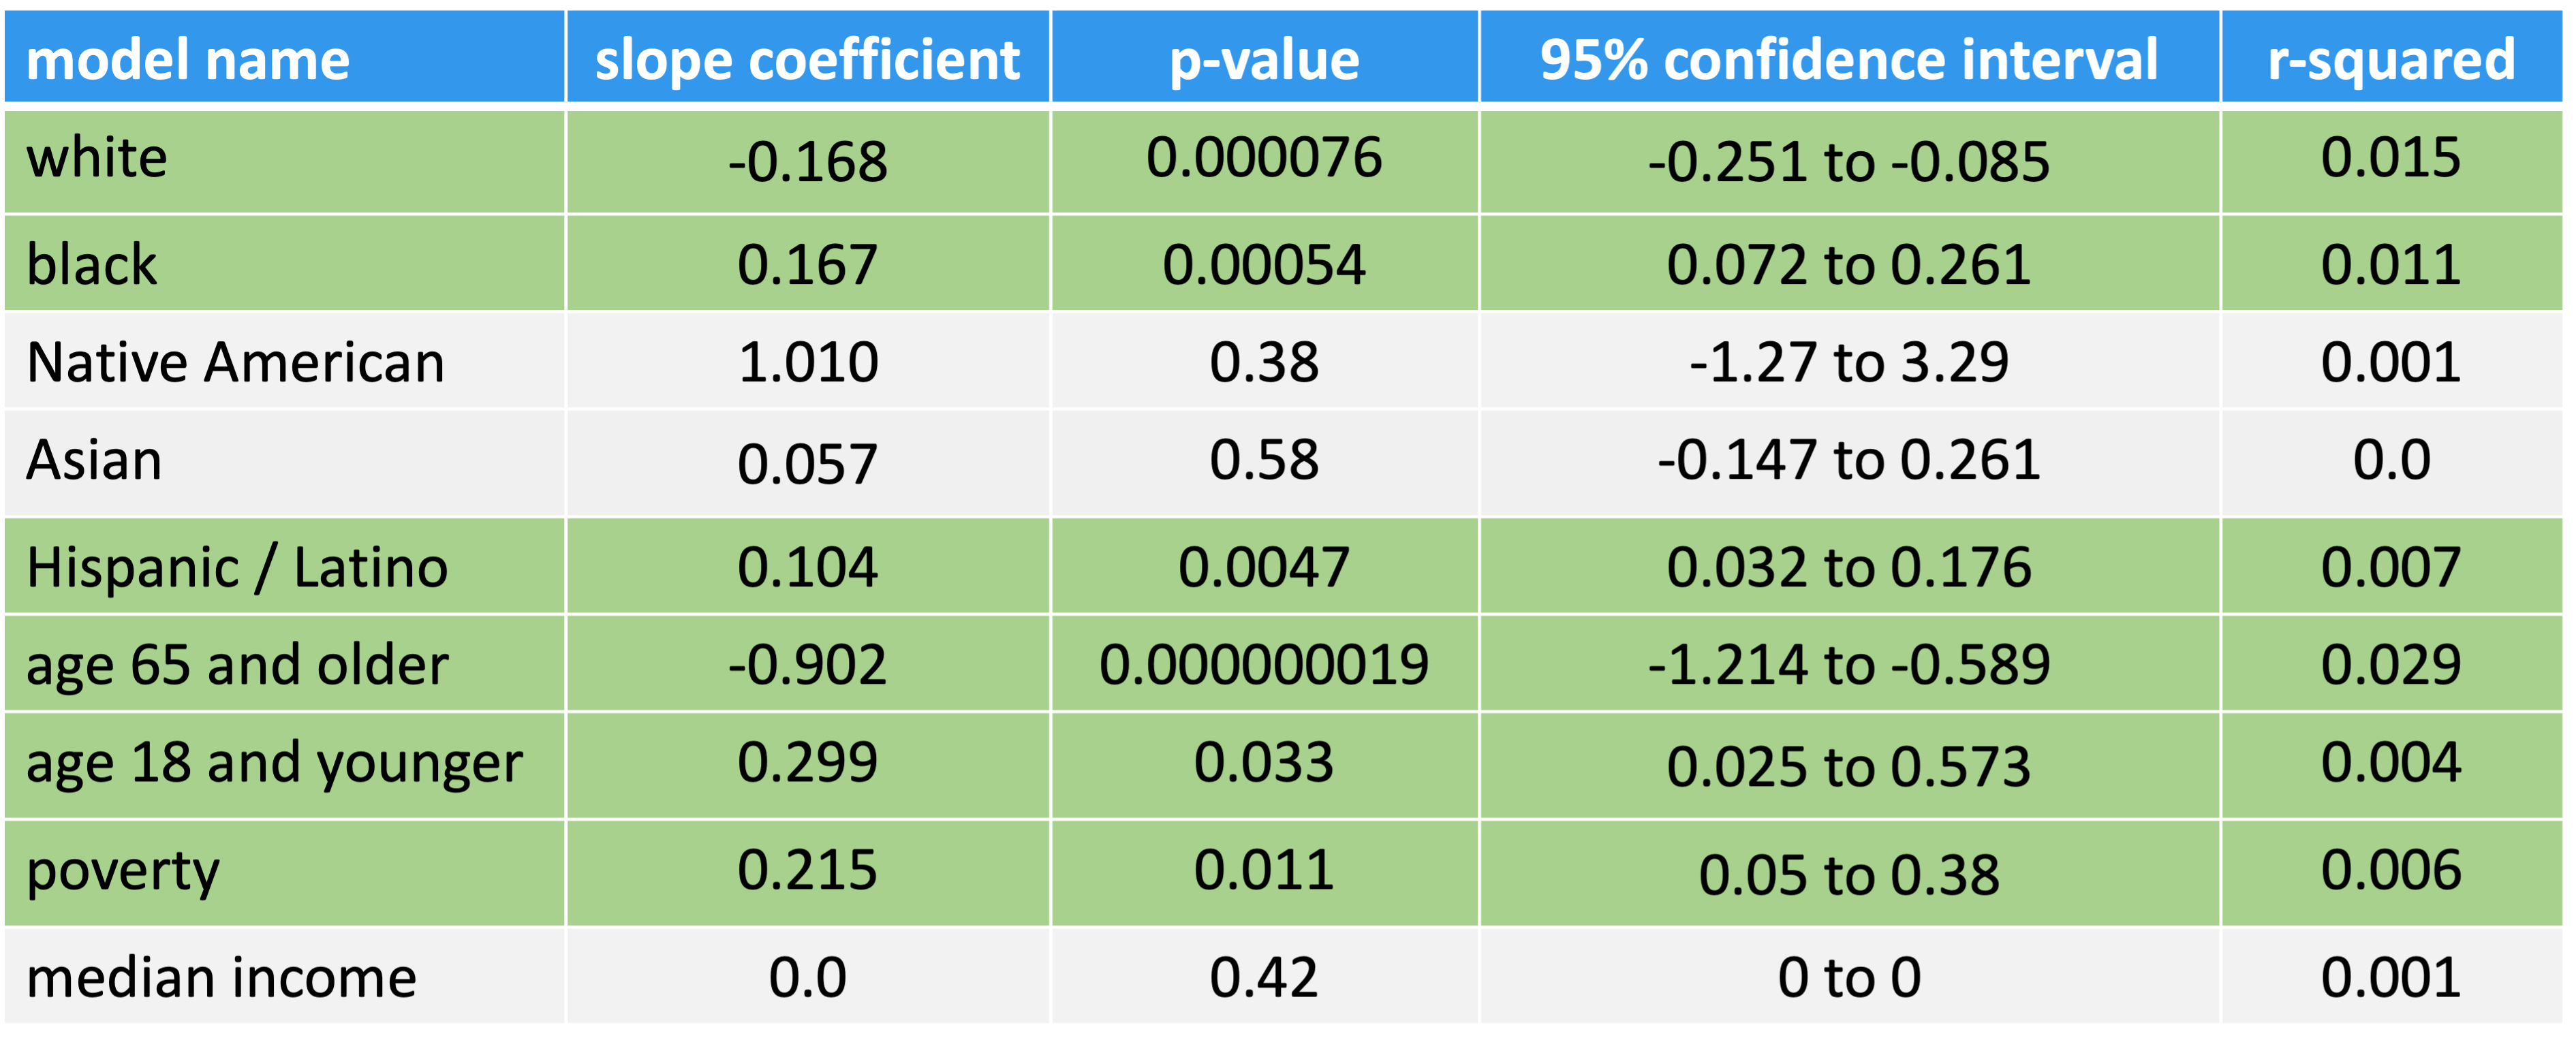 model name slope coefficient p-value 95% confidence interval r-squared
white -0.168 0.000076 -0.251 to -0.085 0.015
black 0.167 0.00054 0.072 to 0.261 0.011
Native American 1.010 0.38 -1.27 to 3.29 0.001
Asian 0.057 0.58 -0.147 to 0.261 0.0
Hispanic / Latino 0.104 0.0047 0.032 to 0.176 0.007
age 65 and older -0.902 0.000000019 -1.214 to -0.589 0.029
age 18 and younger 0.299 0.033 0.025 to 0.573 0.004
poverty 0.215 0.011 0.05 to 0.38 0.006
median income 0.0 0.42 0 to 0 0.001